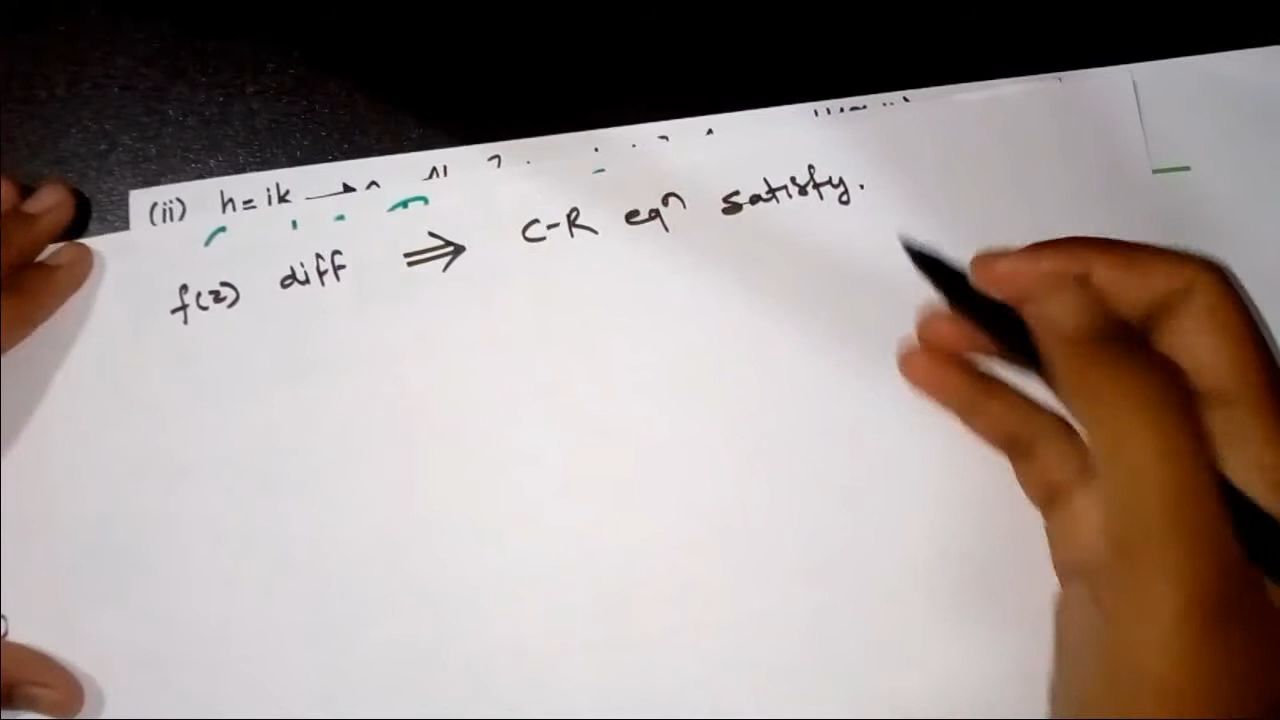 (ii) h=ik →
f(z) diff ⇒ C-R eqⁿ satisfy.